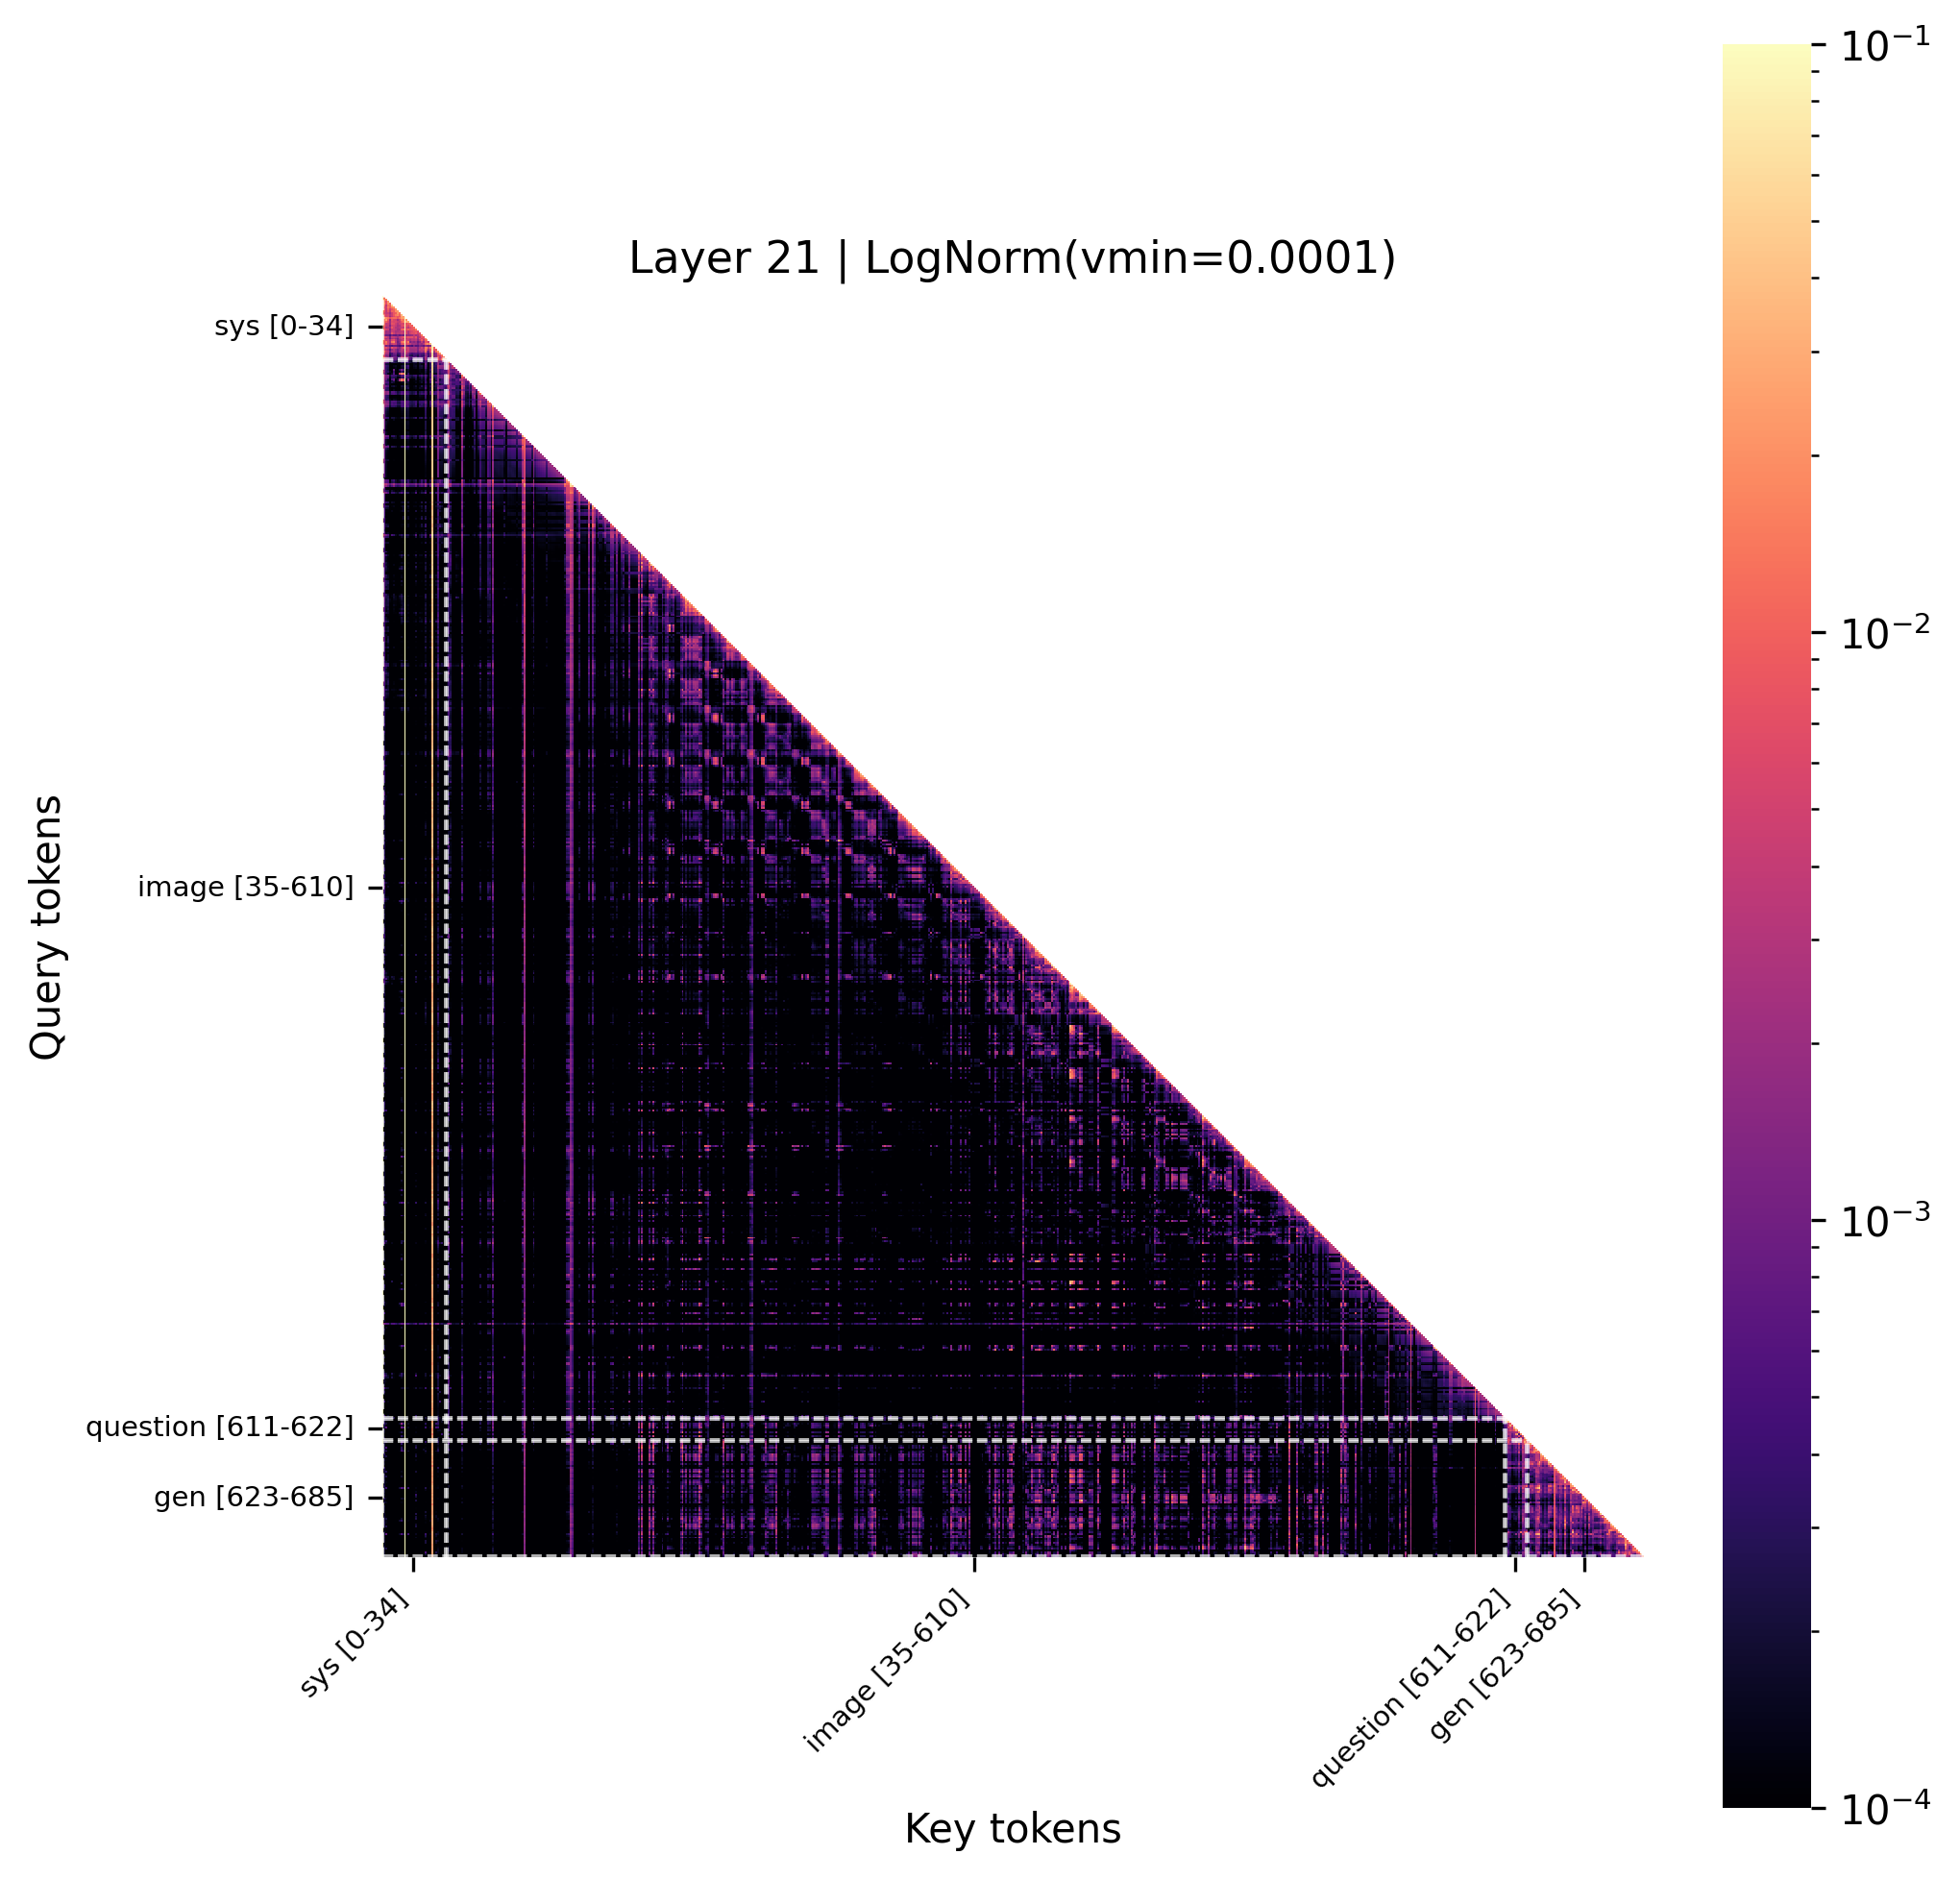 Layer 21 | LogNorm(vmin=0.0001)
Query tokens
sys [0-34]
image [35-610]
question [611-622]
gen [623-685]
sys [0-34]
image [35-610]
question [611-622]
gen [623-685]
Key tokens
10⁻¹
10⁻²
10⁻³
10⁻⁴